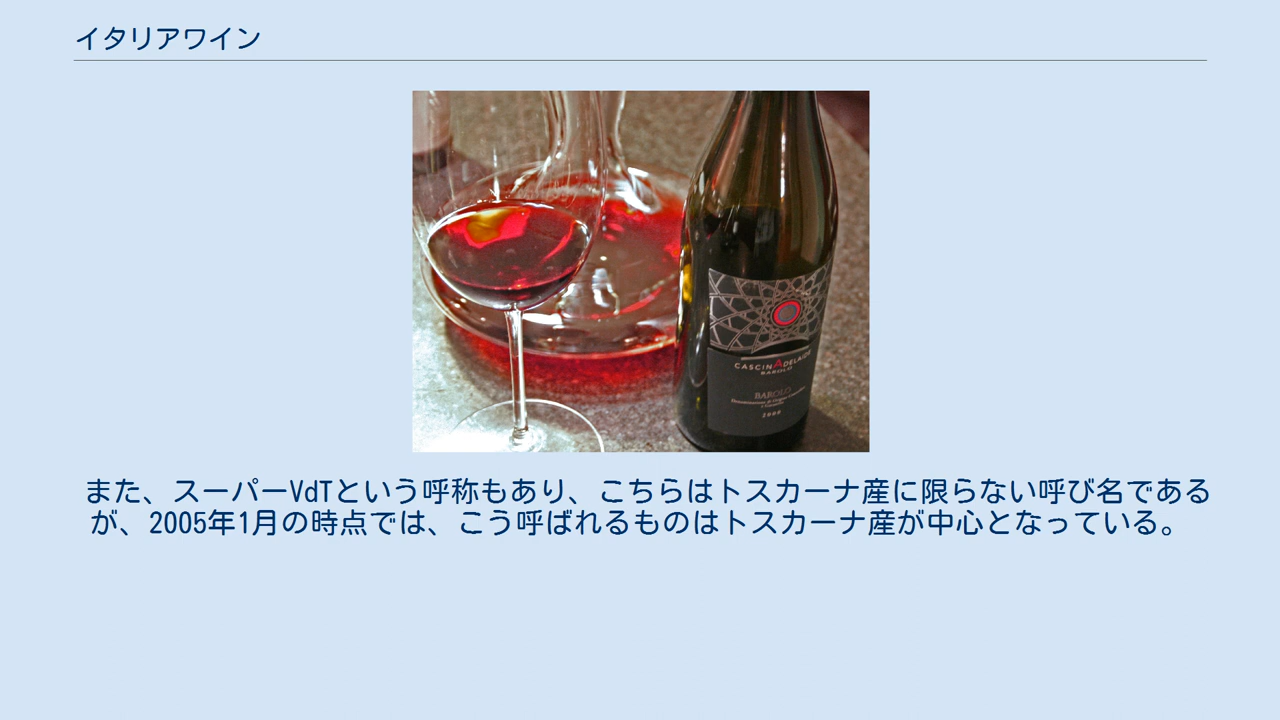 イタリアワイン
CASCINADELAIDE
BAROLO
BAROLO
2008
また、スーパーVdTという呼称もあり、こちらはトスカーナ産に限らない呼び名である
が、2005年1月の時点では、こう呼ばれるものはトスカーナ産が中心となっている。